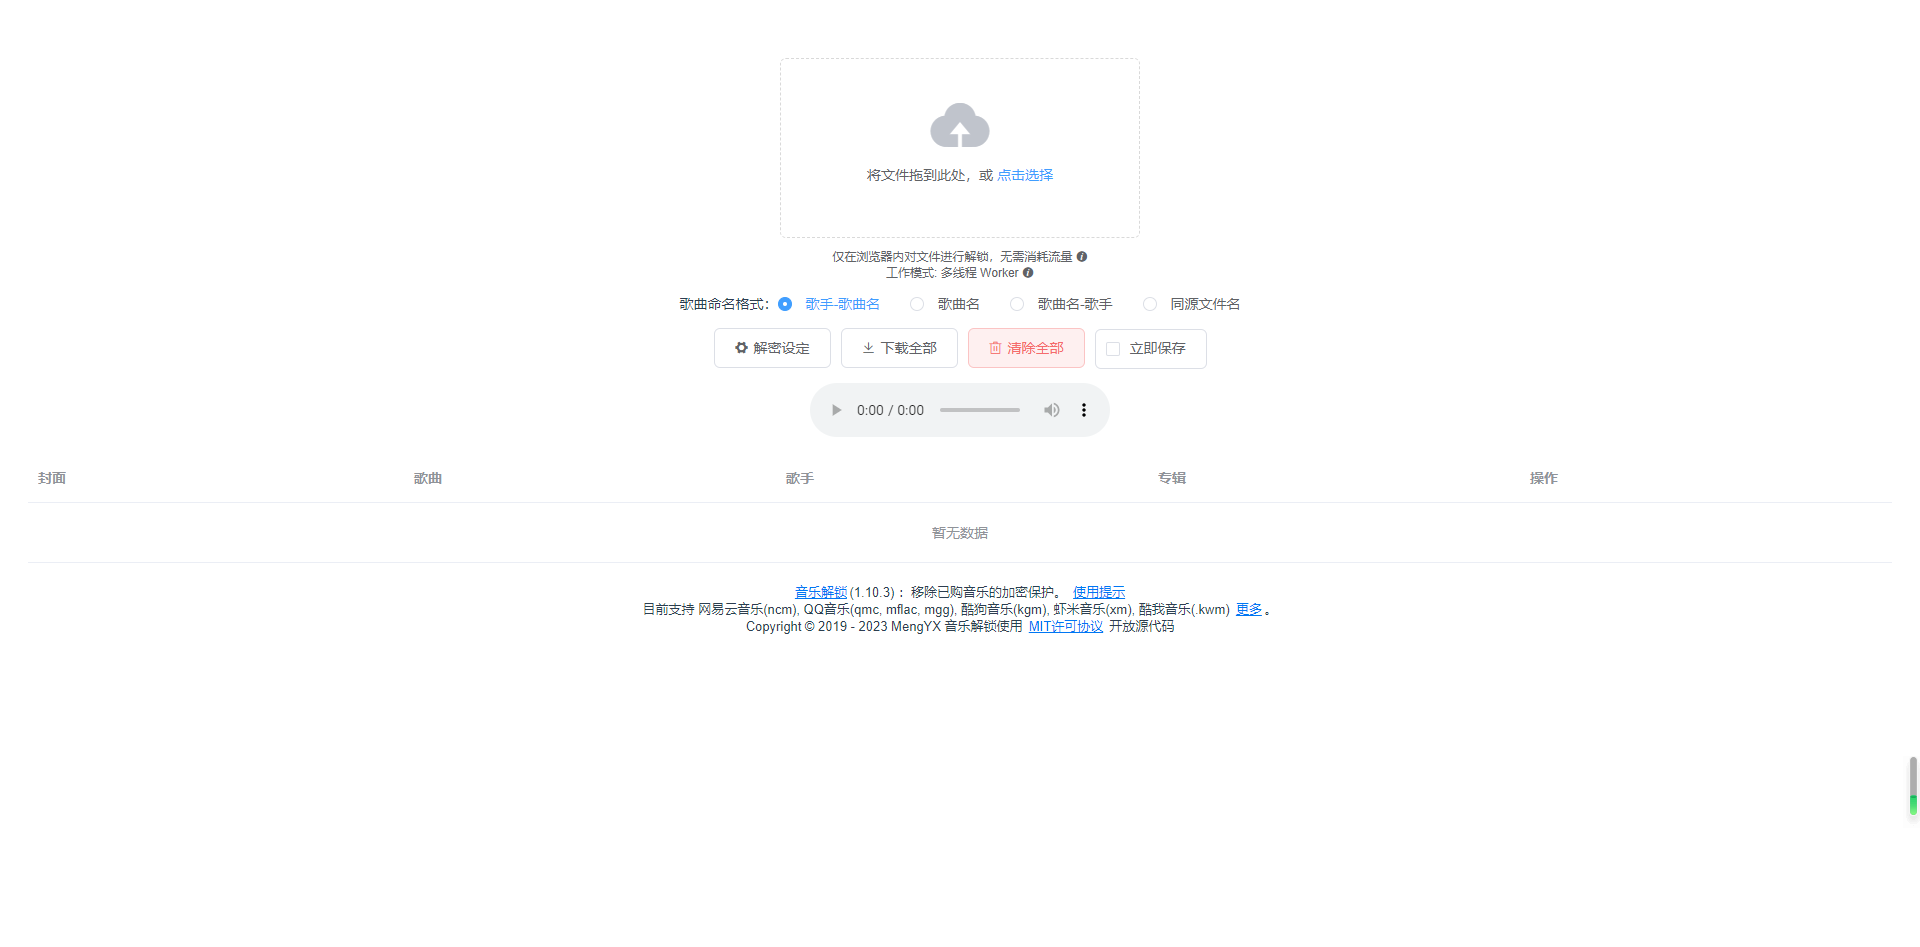 将文件拖到此处，或 点击选择
仅在浏览器内对文件进行解锁，无需消耗流量
工作模式: 多线程 Worker
歌曲命名格式： 歌手-歌曲名 歌曲名 歌曲名-歌手 同源文件名
解密设定 下载全部 清除全部 立即保存
0:00 / 0:00
封面 歌曲 歌手 专辑 操作
暂无数据
音乐解锁(1.10.3)：移除已购音乐的加密保护。 使用提示
目前支持 网易云音乐(ncm), QQ音乐(qmc, mflac, mgg), 酷狗音乐(kgm), 虾米音乐(xm), 酷我音乐(.kwm) 更多。
Copyright © 2019 - 2023 MengYX 音乐解锁使用 MIT许可协议 开放源代码